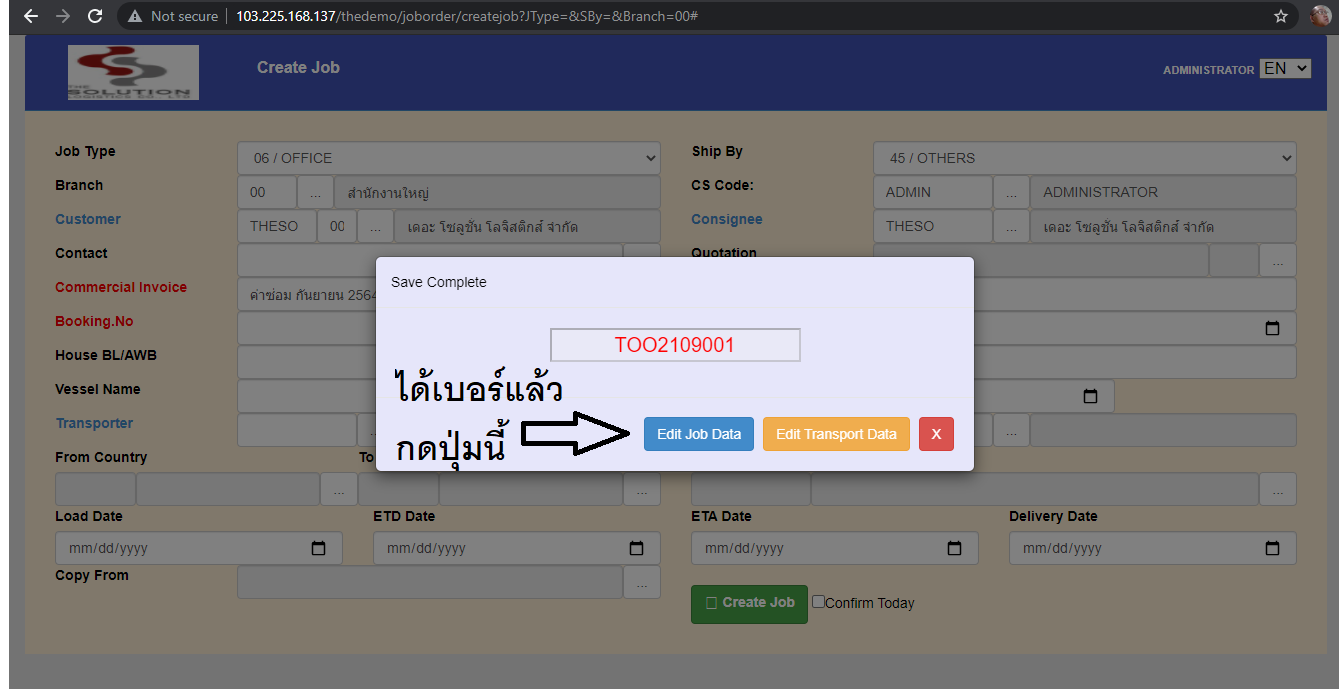 Not secure | 103.225.168.137/thedemo/joborder/createjob?JType=&SBy=&Branch=00#
THE
SOLUTION
LOGISTICS CO., LTD
Create Job
ADMINISTRATOR EN
Job Type 06 / OFFICE Ship By 45 / OTHERS
Branch 00 ... สำนักงานใหญ่ CS Code: ADMIN ... ADMINISTRATOR
Customer THESO 00 ... เดอะ โซลูชั่น โลจิสติกส์ จำกัด Consignee THESO ... เดอะ โซลูชั่น โลจิสติกส์ จำกัด
Contact Quotation ...
Commercial Invoice ค่าซ่อม กันยายน 2564
Booking.No
House BL/AWB
Vessel Name
Transporter ...
From Country To
... ... ...
Load Date ETD Date ETA Date Delivery Date
mm/dd/yyyy mm/dd/yyyy mm/dd/yyyy mm/dd/yyyy
Copy From ...
Create Job Confirm Today
Save Complete
TOO2109001
ได้เบอร์แล้ว
กดปุ่มนี้
Edit Job Data Edit Transport Data X